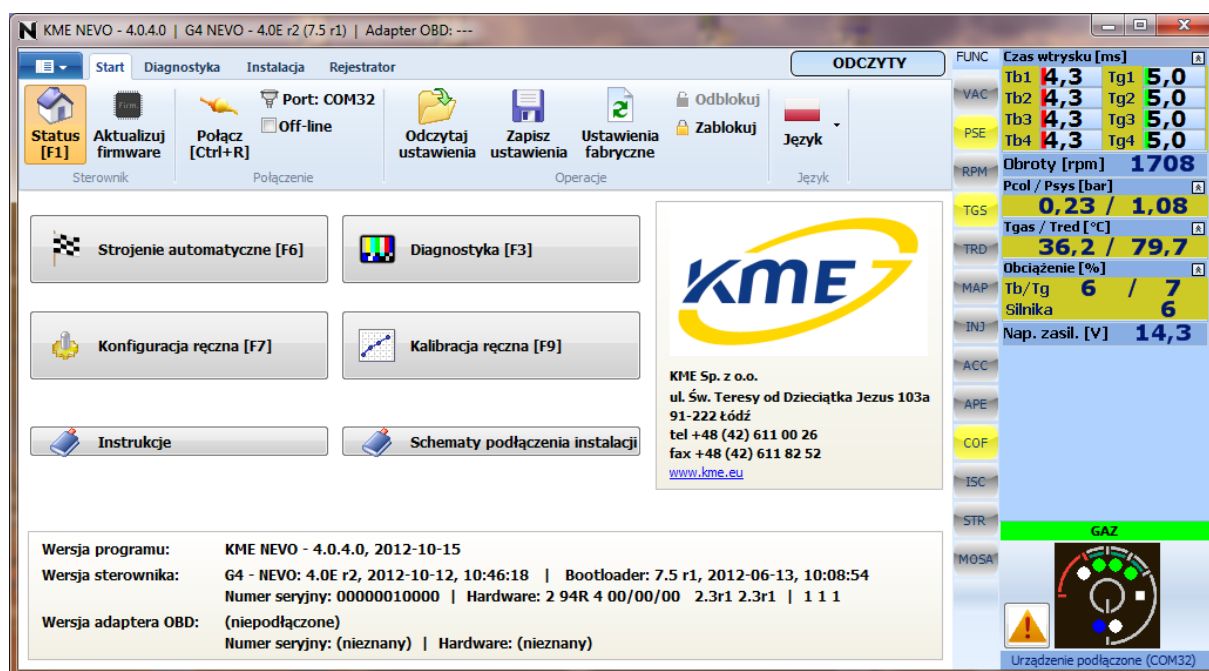 KME NEVO - 4.0.4.0 | G4 NEVO - 4.0E r2 (7.5 r1) | Adapter OBD: ---
Start Diagnostyka Instalacja Rejestrator ODCZYTY
Status [F1]
Aktualizuj firmware
Sterownik
Połącz [Ctrl+R]
Port: COM32
Off-line
Połączenie
Odczytaj ustawienia
Zapisz ustawienia
Ustawienia fabryczne
Odblokuj
Zablokuj
Operacje
Język
Język
Strojenie automatyczne [F6]
Diagnostyka [F3]
Konfiguracja ręczna [F7]
Kalibracja ręczna [F9]
Instrukcje
Schematy podłączenia instalacji
KME
KME Sp. z o.o.
ul. Św. Teresy od Dzieciątka Jezus 103a
91-222 Łódź
tel +48 (42) 611 00 26
fax +48 (42) 611 82 52
www.kme.eu
Wersja programu: KME NEVO - 4.0.4.0, 2012-10-15
Wersja sterownika: G4 - NEVO: 4.0E r2, 2012-10-12, 10:46:18 | Bootloader: 7.5 r1, 2012-06-13, 10:08:54
Numer seryjny: 00000010000 | Hardware: 2 94R 4 00/00/00 2.3r1 2.3r1 | 1 1 1
Wersja adaptera OBD: (niepodłączone)
Numer seryjny: (nieznany) | Hardware: (nieznany)
FUNC
VAC
PSE
RPM
TGS
TRD
MAP
INJ
ACC
APE
COF
ISC
STR
MOSA
Czas wtrysku [ms]
Tb1 4,3 Tg1 5,0
Tb2 4,3 Tg2 5,0
Tb3 4,3 Tg3 5,0
Tb4 4,3 Tg4 5,0
Obroty [rpm] 1708
Pcol / Psys [bar]
0,23 / 1,08
Tgas / Tred [°C]
36,2 / 79,7
Obciążenie [%]
Tb/Tg 6 / 7
Silnika 6
Nap. zasil. [V] 14,3
GAZ
Urządzenie podłączone (COM32)